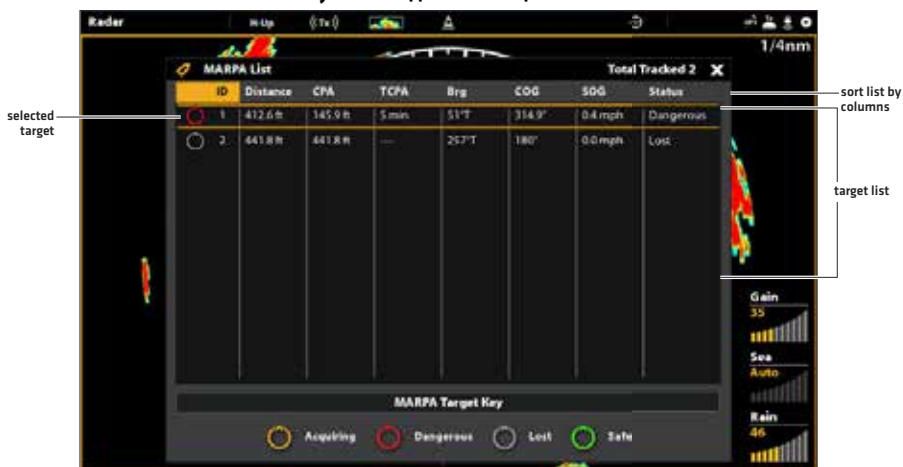 Radar H-Up ((Tx))
1/4nm
MARPA List Total Tracked 2 X
ID Distance CPA TCPA Brg COG SOG Status
sort list by
columns
selected
target
1 412.6 ft 145.9 ft 5 min 51°T 314.9° 0.4 mph Dangerous
2 441.8 ft 441.8 ft --- 257°T 180° 0.0 mph Lost
target list
Gain
35
Sea
Auto
Rain
46
MARPA Target Key
Acquiring Dangerous Lost Safe